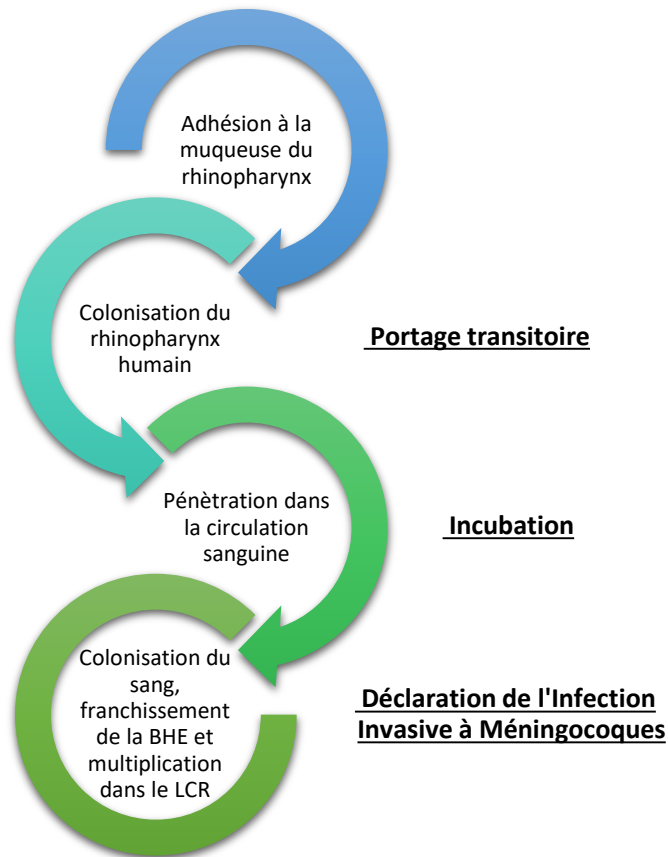 Adhésion à la
muqueuse du
rhinopharynx
Colonisation du
rhinopharynx
humain
Portage transitoire
Pénètration dans
la circulation
sanguine
Incubation
Colonisation du
sang,
franchissement
de la BHE et
multiplication
dans le LCR
Déclaration de l'Infection
Invasive à Méningocoques